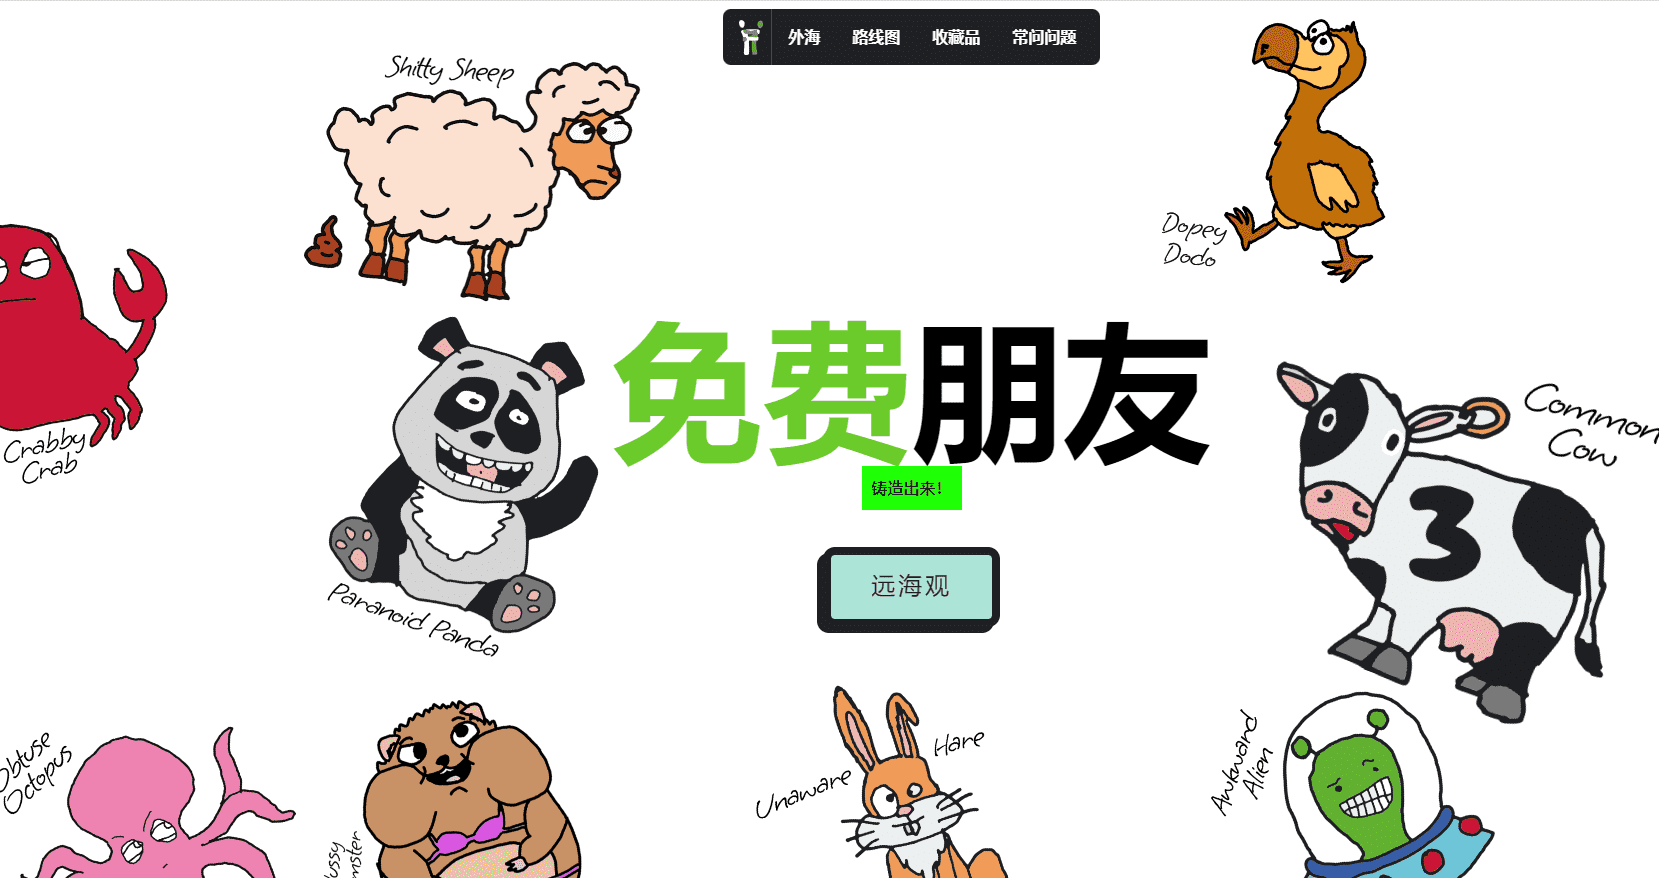 外海 路线图 收藏品 常问问题
Shitty Sheep
Dopey
Dodo
Crabby
Crab
免费朋友
铸造出来!
远海观
Common
Cow
Paranoid Panda
Obtuse
Octopus
Unaware Hare
Awkward
Alien